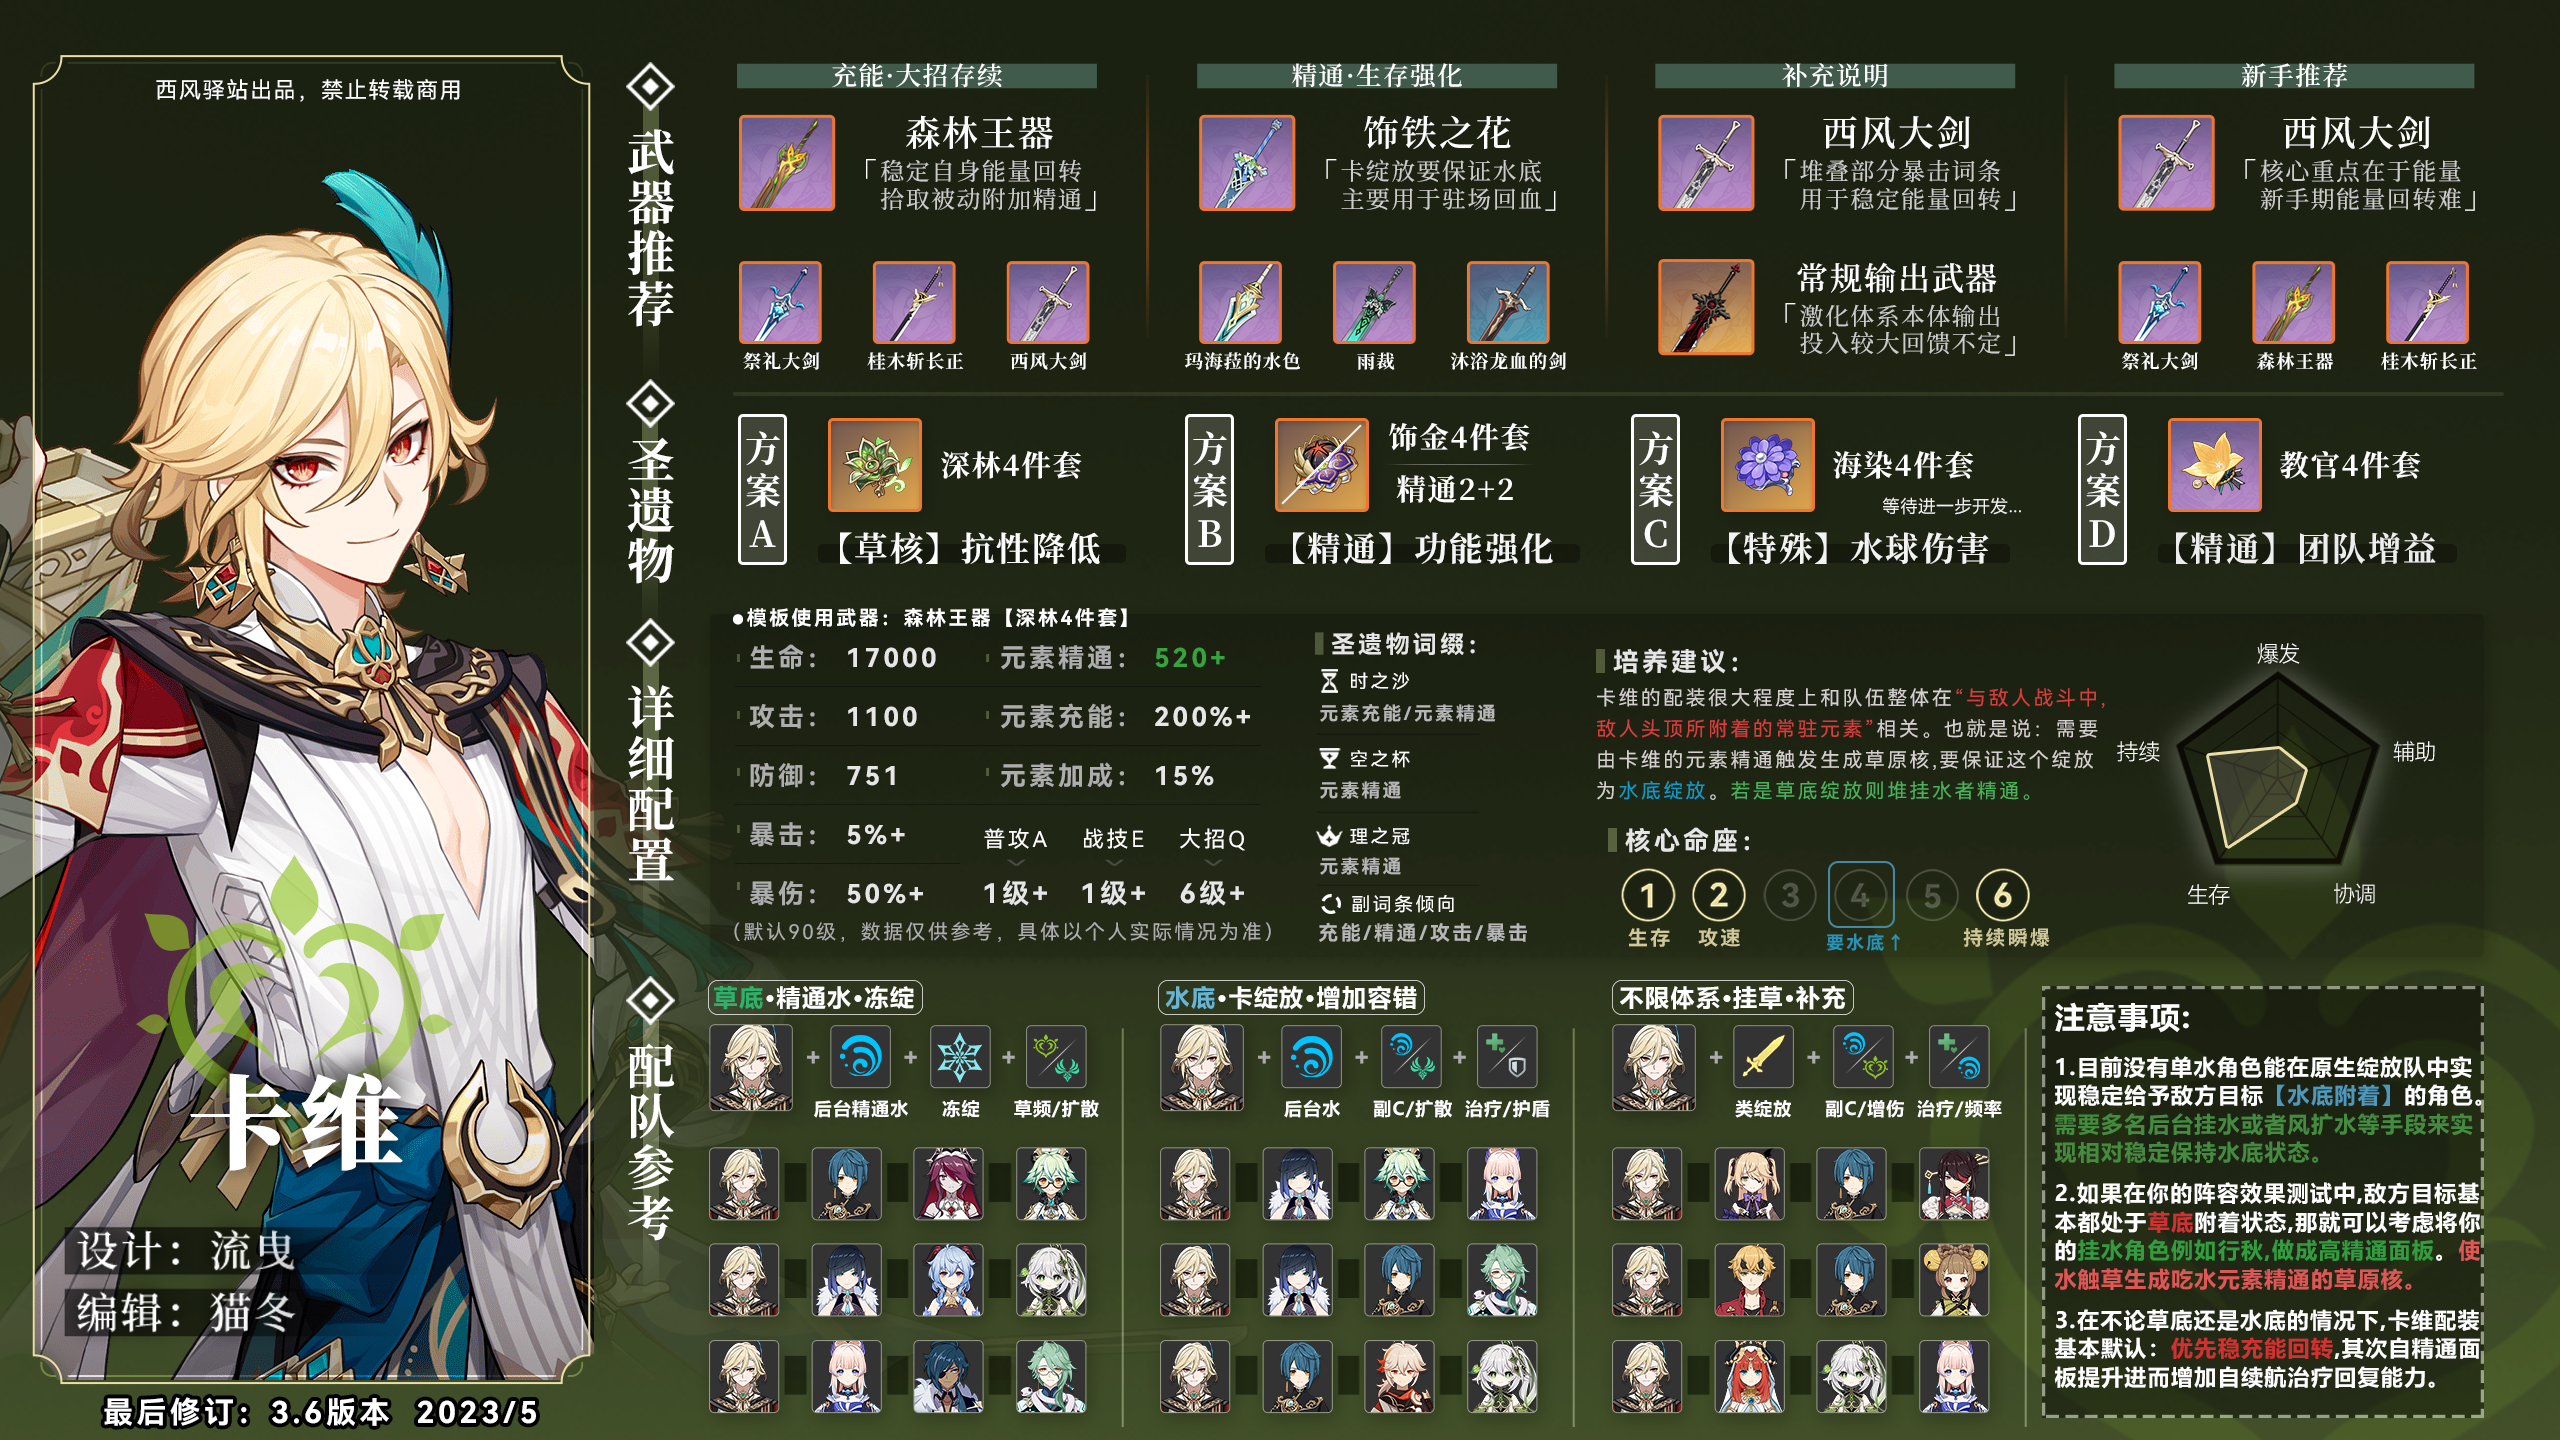 西风驿站出品，禁止转载商用
卡维
设计：流曳
编辑：猫冬
最后修订：3.6版本 2023/5
武器推荐
充能·大招存续
森林王器
「稳定自身能量回转
拾取被动附加精通」
祭礼大剑
桂木斩长正
西风大剑
精通·生存强化
饰铁之花
「卡绽放要保证水底
主要用于驻场回血」
玛海菈的水色
雨裁
沐浴龙血的剑
补充说明
西风大剑
「堆叠部分暴击词条
用于稳定能量回转」
常规输出武器
「激化体系本体输出
投入较大回馈不定」
新手推荐
西风大剑
「核心重点在于能量
新手期能量回转难」
祭礼大剑
森林王器
桂木斩长正
圣遗物
方案A
深林4件套
【草核】抗性降低
方案B
饰金4件套
精通2+2
【精通】功能强化
方案C
海染4件套
等待进一步开发...
【特殊】水球伤害
方案D
教官4件套
【精通】团队增益
详细配置
●模板使用武器：森林王器【深林4件套】
生命： 17000 元素精通： 520+
攻击： 1100 元素充能： 200%+
防御： 751 元素加成： 15%
暴击： 5%+ 普攻A 战技E 大招Q
暴伤： 50%+ 1级+ 1级+ 6级+
（默认90级，数据仅供参考，具体以个人实际情况为准）
圣遗物词缀：
时之沙
元素充能/元素精通
空之杯
元素精通
理之冠
元素精通
副词条倾向
充能/精通/攻击/暴击
培养建议：
卡维的配装很大程度上和队伍整体在“与敌人战斗中,
敌人头顶所附着的常驻元素”相关。也就是说：需要
由卡维的元素精通触发生成草原核,要保证这个绽放
为水底绽放。若是草底绽放则堆挂水者精通。
核心命座：
1 2 3 4 5 6
生存 攻速 要水底↑ 持续瞬爆
爆发
持续
辅助
生存
协调
配队参考
草底·精通水·冻绽
+ + +
后台精通水 冻绽 草频/扩散
水底·卡绽放·增加容错
+ + +
后台水 副C/扩散 治疗/护盾
不限体系·挂草·补充
+ + +
类绽放 副C/增伤 治疗/频率
注意事项:
1.目前没有单水角色能在原生绽放队中实
现稳定给予敌方目标【水底附着】的角色。
需要多名后台挂水或者风扩水等手段来实
现相对稳定保持水底状态。
2.如果在你的阵容效果测试中,敌方目标基
本都处于草底附着状态,那就可以考虑将你
的挂水角色例如行秋,做成高精通面板。使
水触草生成吃水元素精通的草原核。
3.在不论草底还是水底的情况下,卡维配装
基本默认：优先稳充能回转,其次自精通面
板提升进而增加自续航治疗回复能力。